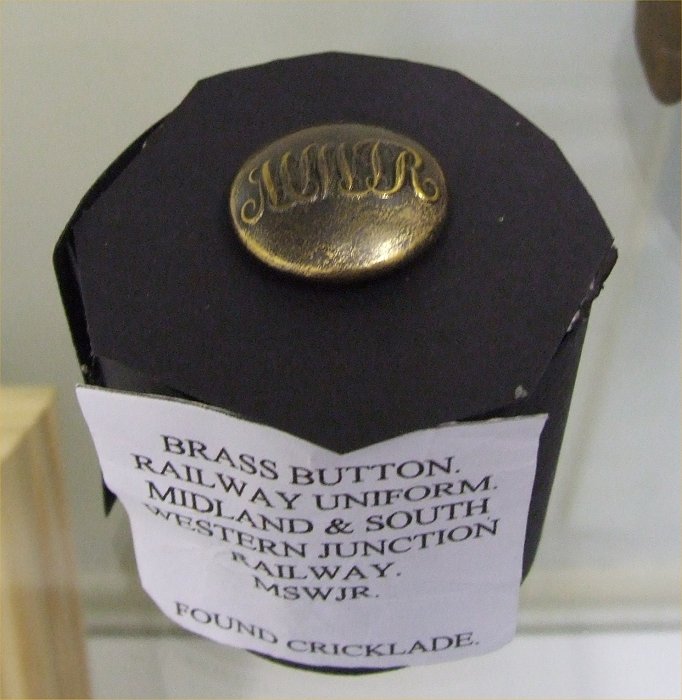 MSWJR
BRASS BUTTON.
RAILWAY UNIFORM.
MIDLAND & SOUTH
WESTERN JUNCTION
RAILWAY.
MSWJR.
FOUND CRICKLADE.